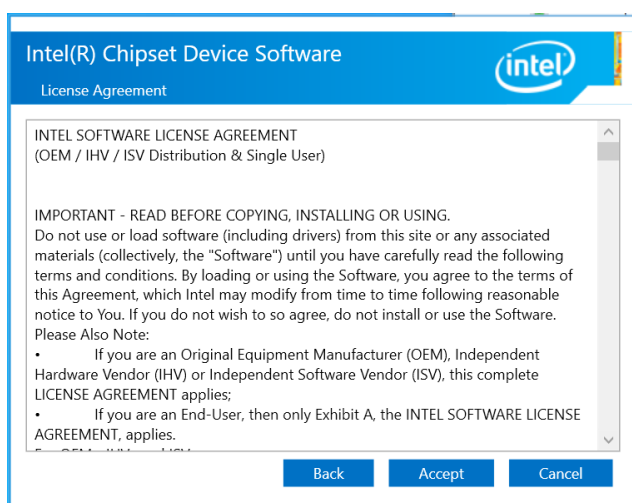 Intel(R) Chipset Device Software
intel
License Agreement
INTEL SOFTWARE LICENSE AGREEMENT
(OEM / IHV / ISV Distribution & Single User)
IMPORTANT - READ BEFORE COPYING, INSTALLING OR USING.
Do not use or load software (including drivers) from this site or any associated
materials (collectively, the "Software") until you have carefully read the following
terms and conditions. By loading or using the Software, you agree to the terms of
this Agreement, which Intel may modify from time to time following reasonable
notice to You. If you do not wish to so agree, do not install or use the Software.
Please Also Note:
• If you are an Original Equipment Manufacturer (OEM), Independent
Hardware Vendor (IHV) or Independent Software Vendor (ISV), this complete
LICENSE AGREEMENT applies;
• If you are an End-User, then only Exhibit A, the INTEL SOFTWARE LICENSE
AGREEMENT, applies.
Back Accept Cancel